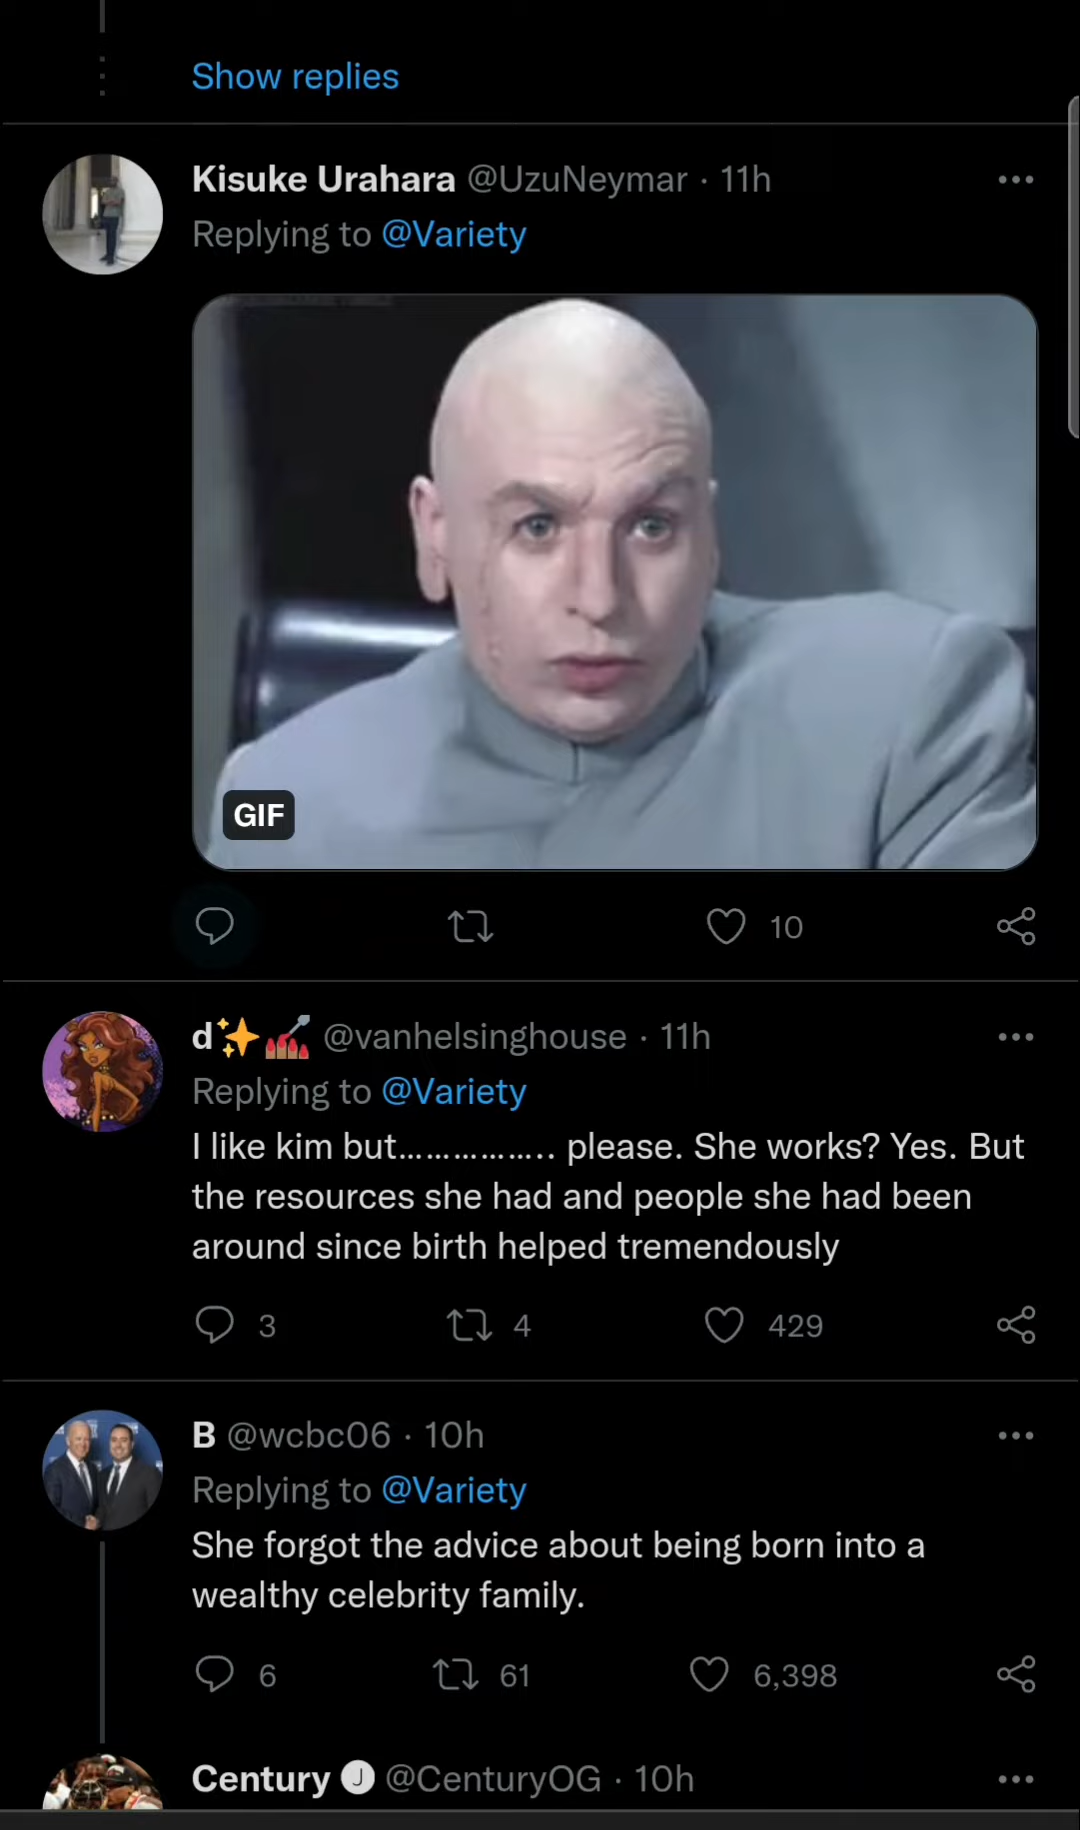 Show replies
Kisuke Urahara @UzuNeymar · 11h
Replying to @Variety
GIF
10
d✨💅🏽 @vanhelsinghouse · 11h
Replying to @Variety
I like kim but................ please. She works? Yes. But
the resources she had and people she had been
around since birth helped tremendously
3 4 429
B @wcbc06 · 10h
Replying to @Variety
She forgot the advice about being born into a
wealthy celebrity family.
6 61 6,398
Century J @CenturyOG · 10h